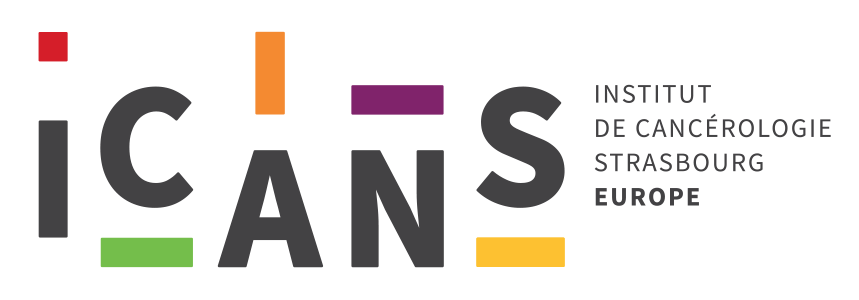 iCANS
INSTITUT
DE CANCÉROLOGIE
STRASBOURG
EUROPE